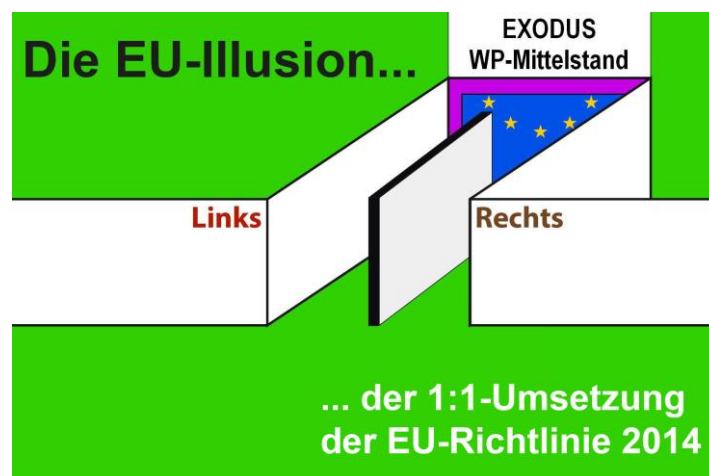 Die EU-Illusion...
EXODUS
WP-Mittelstand
Links
Rechts
... der 1:1-Umsetzung
der EU-Richtlinie 2014